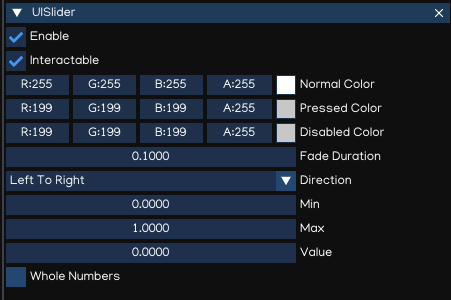 UISlider
Enable
Interactable
R:255 G:255 B:255 A:255 Normal Color
R:199 G:199 B:199 A:255 Pressed Color
R:199 G:199 B:199 A:255 Disabled Color
0.1000 Fade Duration
Left To Right Direction
0.0000 Min
1.0000 Max
0.0000 Value
Whole Numbers